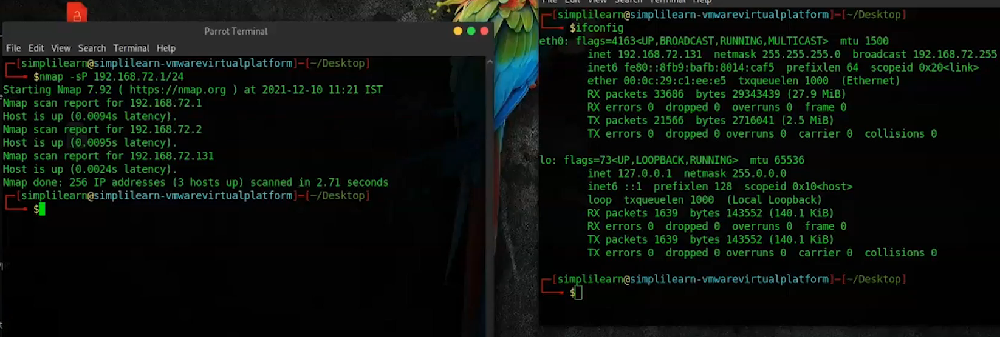 Parrot Terminal
File Edit View Search Terminal Help
[simplilearn@simplilearn-vmwarevirtualplatform]-[~/Desktop]
$nmap -sP 192.168.72.1/24
Starting Nmap 7.92 ( https://nmap.org ) at 2021-12-10 11:21 IST
Nmap scan report for 192.168.72.1
Host is up (0.0094s latency).
Nmap scan report for 192.168.72.2
Host is up (0.0095s latency).
Nmap scan report for 192.168.72.131
Host is up (0.0024s latency).
Nmap done: 256 IP addresses (3 hosts up) scanned in 2.71 seconds
[simplilearn@simplilearn-vmwarevirtualplatform]-[~/Desktop]
$
File Edit View Search Terminal Help
[simplilearn@simplilearn-vmwarevirtualplatform]-[~/Desktop]
$ifconfig
eth0: flags=4163<UP,BROADCAST,RUNNING,MULTICAST> mtu 1500
inet 192.168.72.131 netmask 255.255.255.0 broadcast 192.168.72.255
inet6 fe80::8fb9:bafb:8014:caf5 prefixlen 64 scopeid 0x20<link>
ether 00:0c:29:c1:ee:e5 txqueuelen 1000 (Ethernet)
RX packets 33686 bytes 29343439 (27.9 MiB)
RX errors 0 dropped 0 overruns 0 frame 0
TX packets 21566 bytes 2716041 (2.5 MiB)
TX errors 0 dropped 0 overruns 0 carrier 0 collisions 0
lo: flags=73<UP,LOOPBACK,RUNNING> mtu 65536
inet 127.0.0.1 netmask 255.0.0.0
inet6 ::1 prefixlen 128 scopeid 0x10<host>
loop txqueuelen 1000 (Local Loopback)
RX packets 1639 bytes 143552 (140.1 KiB)
RX errors 0 dropped 0 overruns 0 frame 0
TX packets 1639 bytes 143552 (140.1 KiB)
TX errors 0 dropped 0 overruns 0 carrier 0 collisions 0
[simplilearn@simplilearn-vmwarevirtualplatform]-[~/Desktop]
$